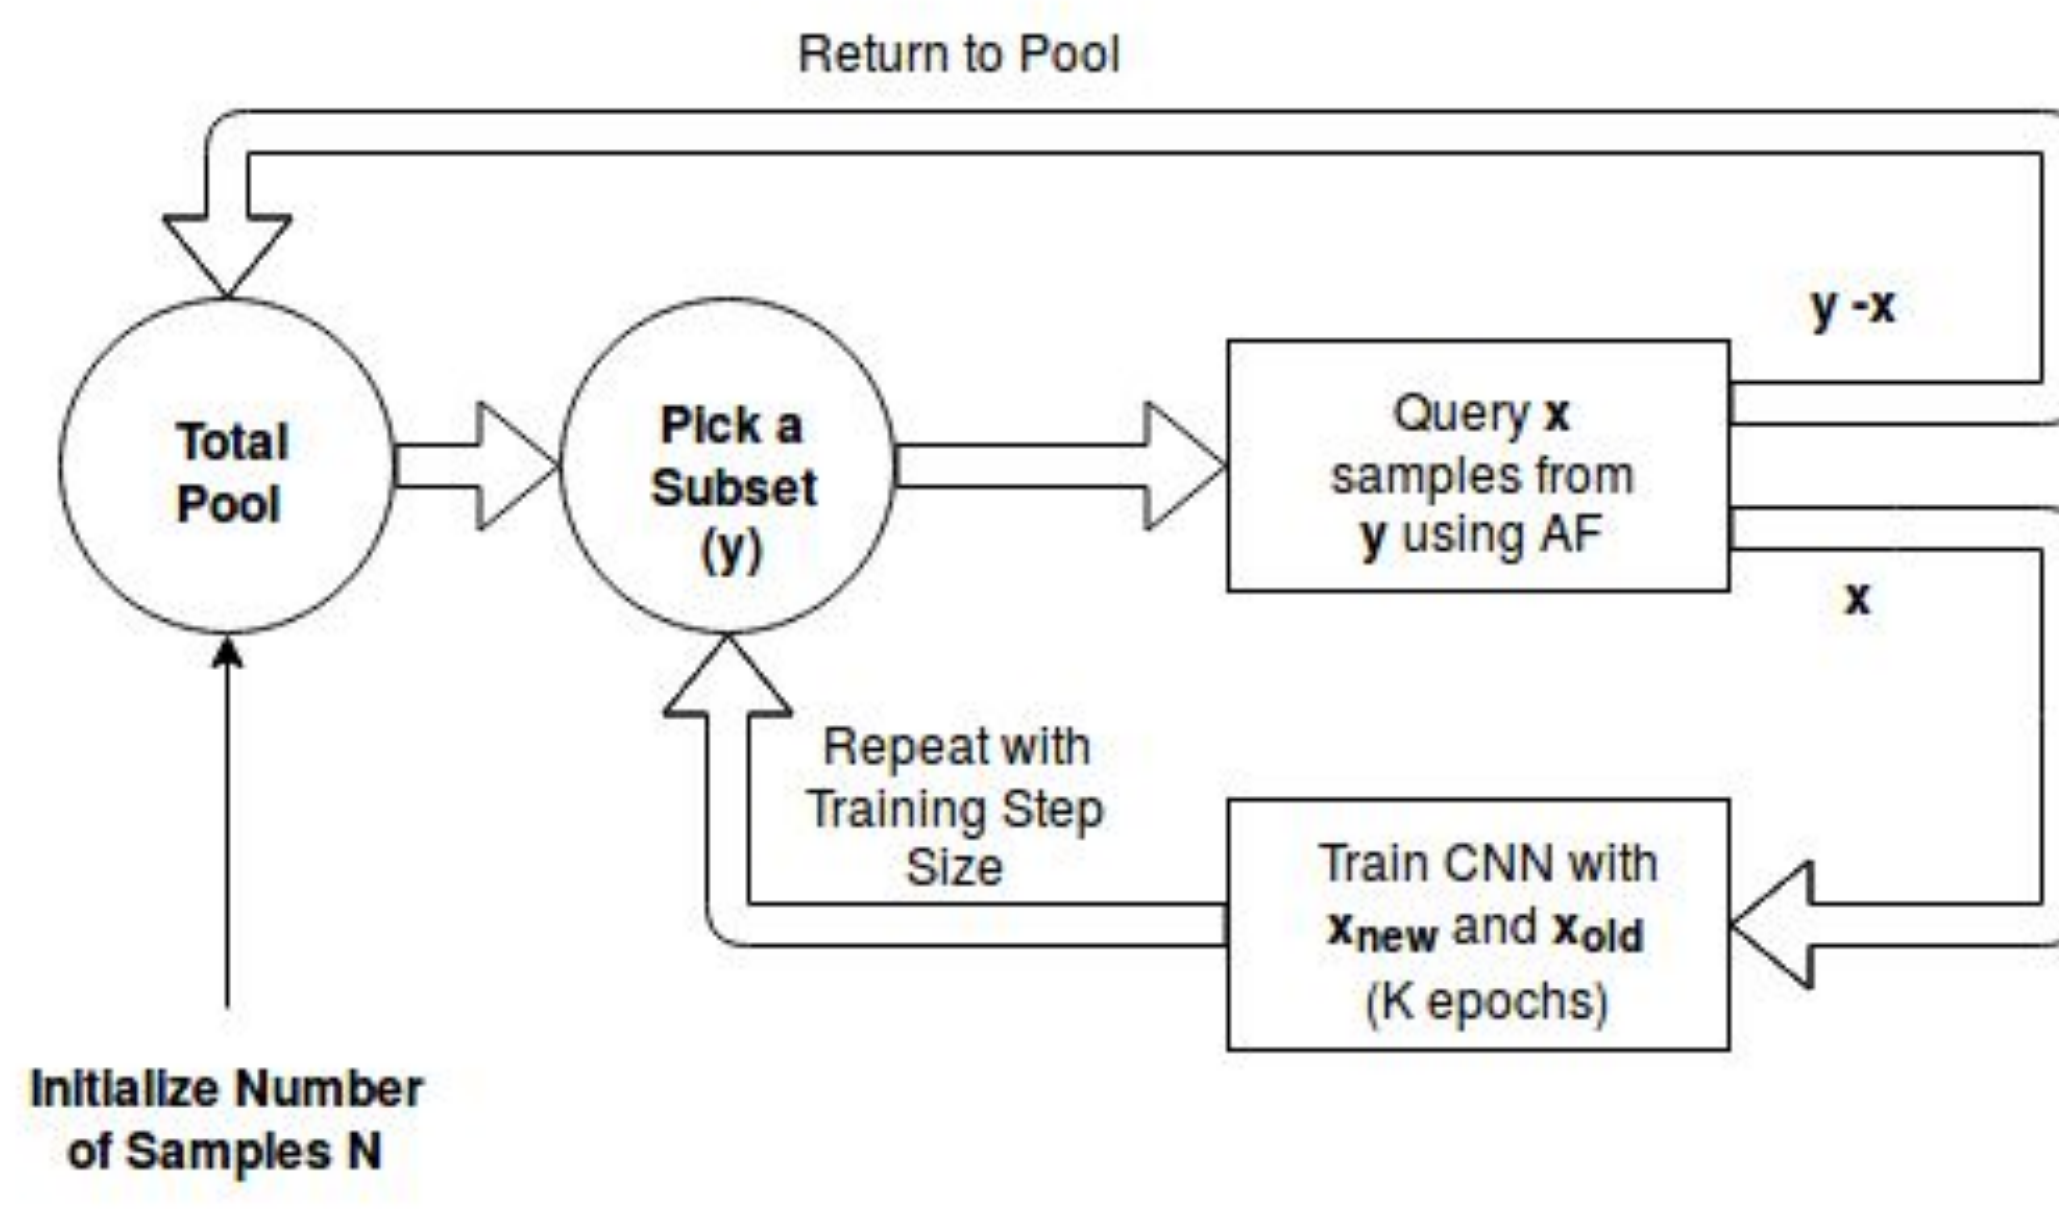 Return to Pool
Total
Pool
Pick a
Subset
(y)
Query x
samples from
y using AF
y -x
x
Repeat with
Training Step
Size
Train CNN with
xnew and xold
(K epochs)
Initialize Number
of Samples N